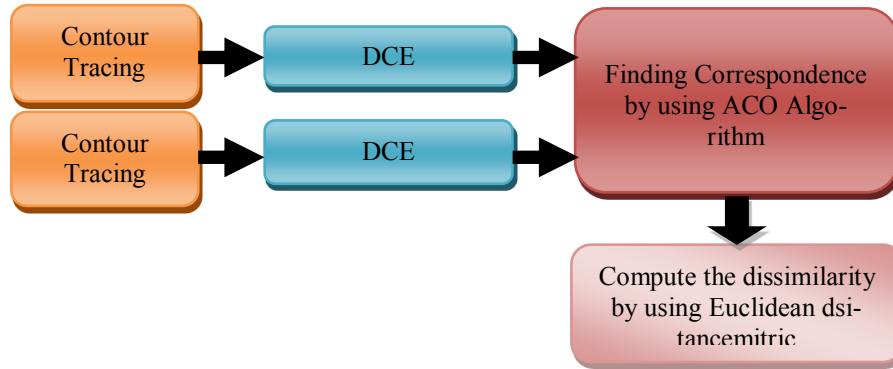 Contour
Tracing
DCE
Contour
Tracing
DCE
Finding Correspondence
by using ACO Algo-
rithm
Compute the dissimilarity
by using Euclidean dsi-
tancemitric